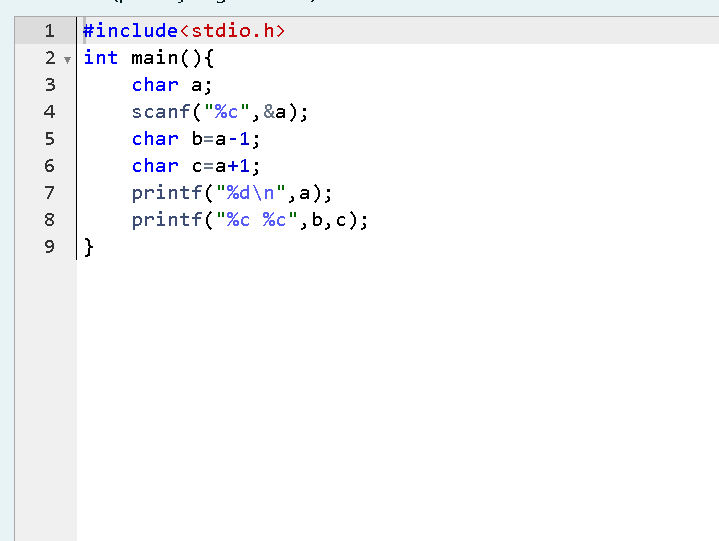 1 #include<stdio.h>
2 int main(){
3     char a;
4     scanf("%c",&a);
5     char b=a-1;
6     char c=a+1;
7     printf("%d\n",a);
8     printf("%c %c",b,c);
9 }